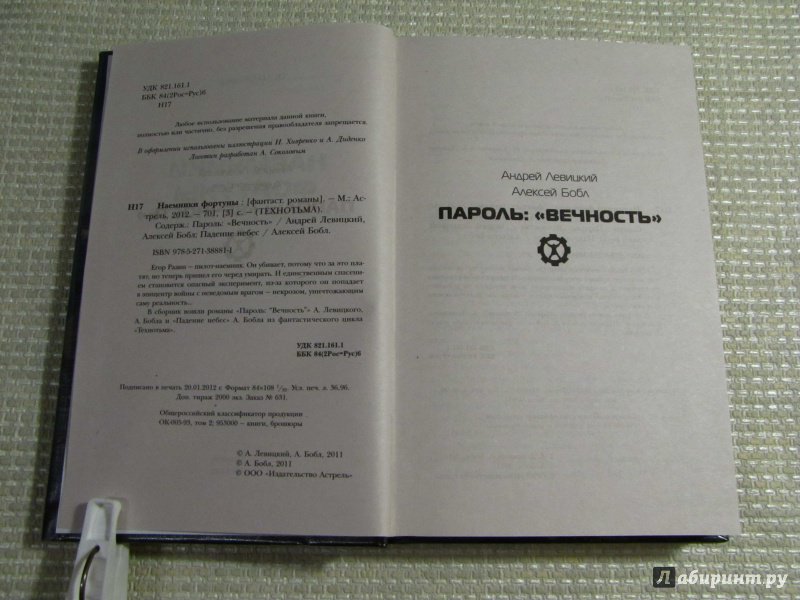 УДК 821.161.1
ББК 84(2Рос=Рус)6
Н17
Любое использование материала данной книги,
полностью или частично, без разрешения правообладателя запрещается.
В оформлении использованы иллюстрации И. Хивренко и А. Диденко
Логотип разработан А. Соколовым
Н17 Наемники фортуны : [фантаст. романы]. – М.: Ас-
трель, 2012. – 701, [3] с. – (ТЕХНОТЬМА).
Содерж.: Пароль: "Вечность" / Андрей Левицкий,
Алексей Бобл; Падение небес / Алексей Бобл.
ISBN 978-5-271-38881-1
Егор Разин – пилот-наемник. Он убивает, потому что за это пла-
тят, но теперь пришел его черед умирать. И единственным спасени-
ем становится опасный эксперимент, из-за которого он попадает
в эпицентр войны с неведомым врагом – некрозом, уничтожающим
саму реальность...
В сборник вошли романы «Пароль: "Вечность"» А. Левицкого,
А. Бобла и «Падение небес» А. Бобла из фантастического цикла
«Технотьма».
УДК 821.161.1
ББК 84(2Рос=Рус)6
Подписано в печать 20.01.2012 г. Формат 84×108 1/32. Усл. печ. л. 36,96.
Доп. тираж 2000 экз. Заказ № 631.
Общероссийский классификатор продукции
ОК-005-93, том 2; 953000 – книги, брошюры
© А. Левицкий, А. Бобл, 2011
© А. Бобл, 2011
© ООО «Издательство Астрель»
Андрей Левицкий
Алексей Бобл
ПАРОЛЬ: «ВЕЧНОСТЬ»
Лабиринт.ру